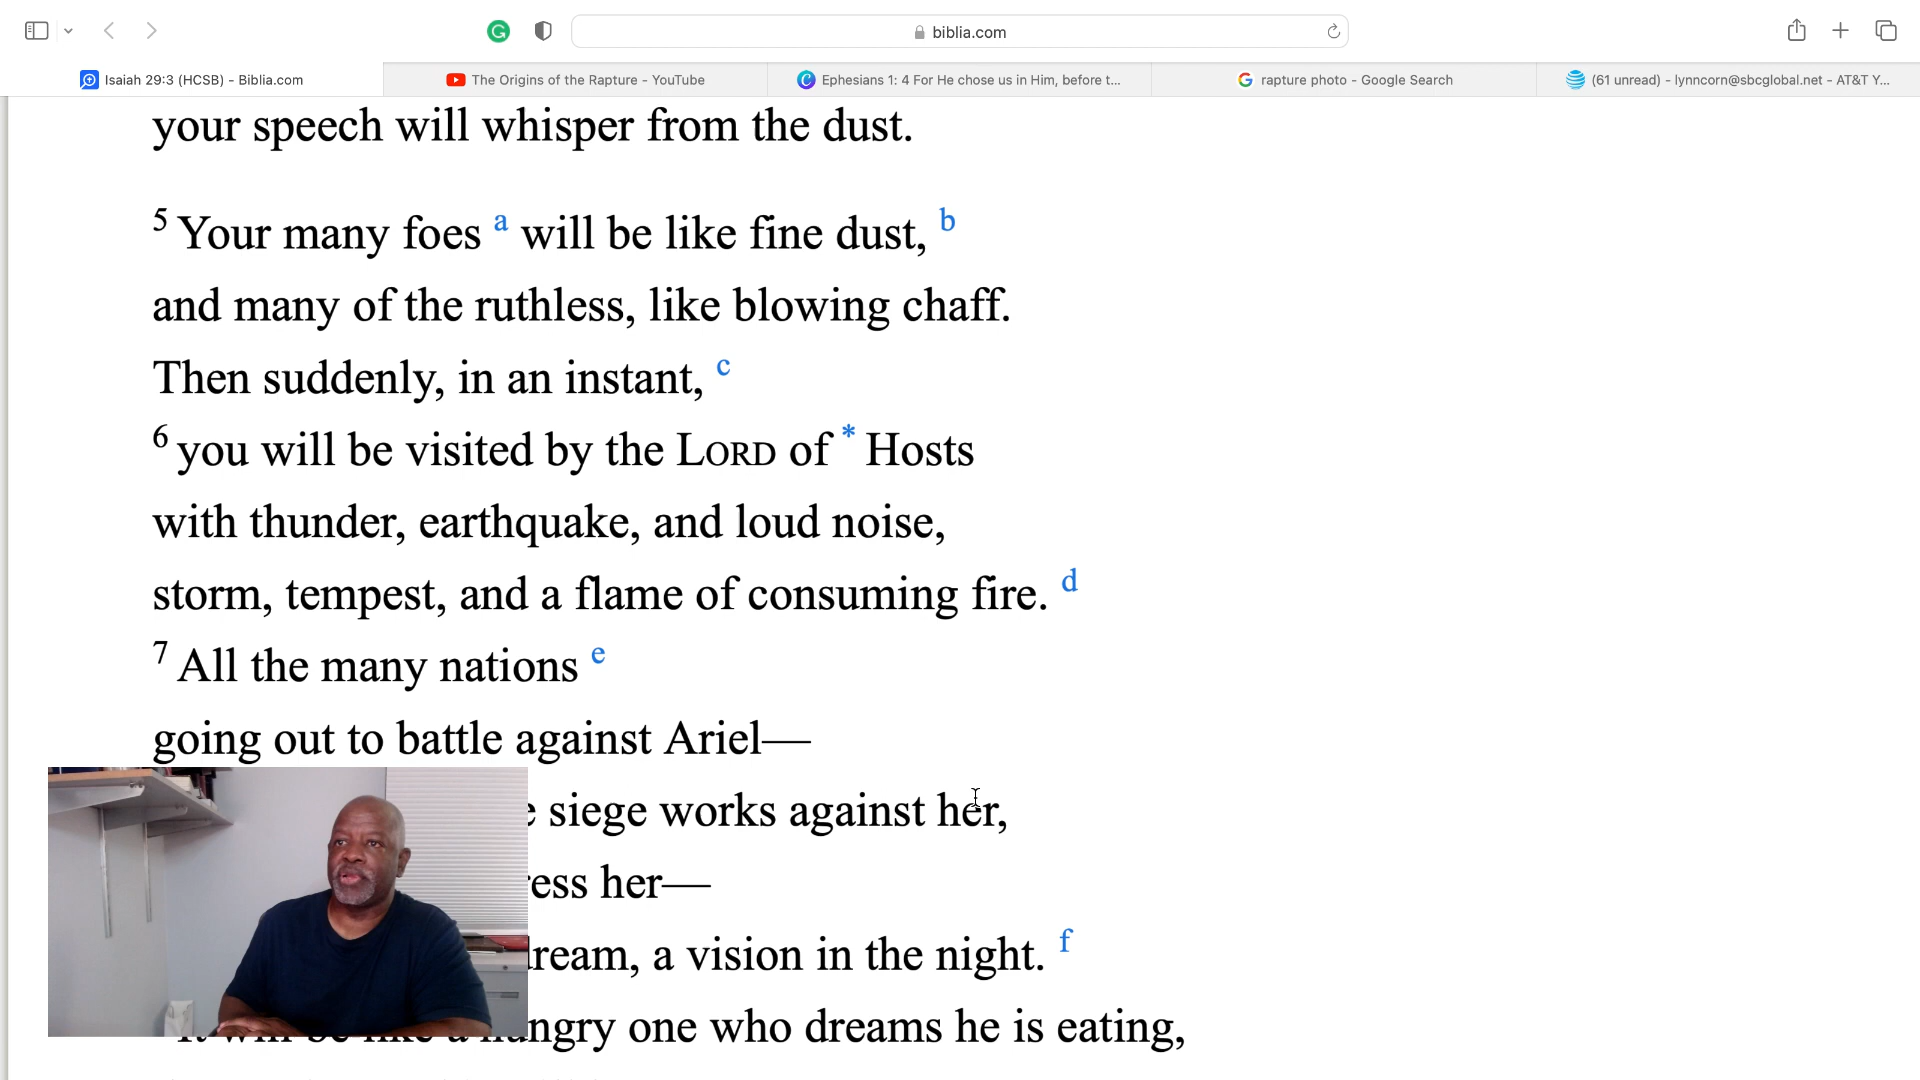 biblia.com
Isaiah 29:3 (HCSB) - Biblia.com
The Origins of the Rapture - YouTube
Ephesians 1: 4 For He chose us in Him, before t...
rapture photo - Google Search
(61 unread) - lynncorn@sbcglobal.net - AT&T Y...
your speech will whisper from the dust.
5 Your many foes a will be like fine dust, b
and many of the ruthless, like blowing chaff.
Then suddenly, in an instant, c
6 you will be visited by the LORD of * Hosts
with thunder, earthquake, and loud noise,
storm, tempest, and a flame of consuming fire. d
7 All the many nations e
going out to battle against Ariel—
siege works against her,
her—
a vision in the night. f
one who dreams he is eating,